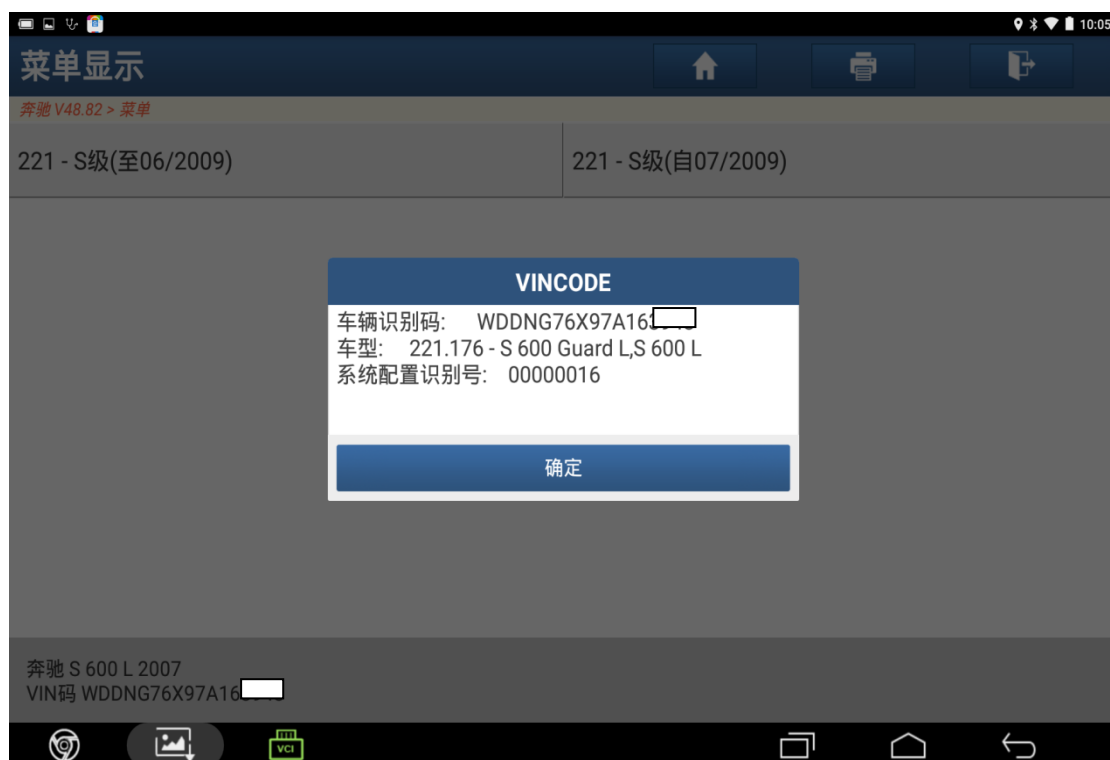 10:05
菜单显示
奔驰 V48.82 > 菜单
221 - S级(至06/2009)
221 - S级(自07/2009)
VINCODE
车辆识别码: WDDNG76X97A16
车型: 221.176 - S 600 Guard L,S 600 L
系统配置识别号: 00000016
确定
奔驰 S 600 L 2007
VIN码 WDDNG76X97A16
VCI